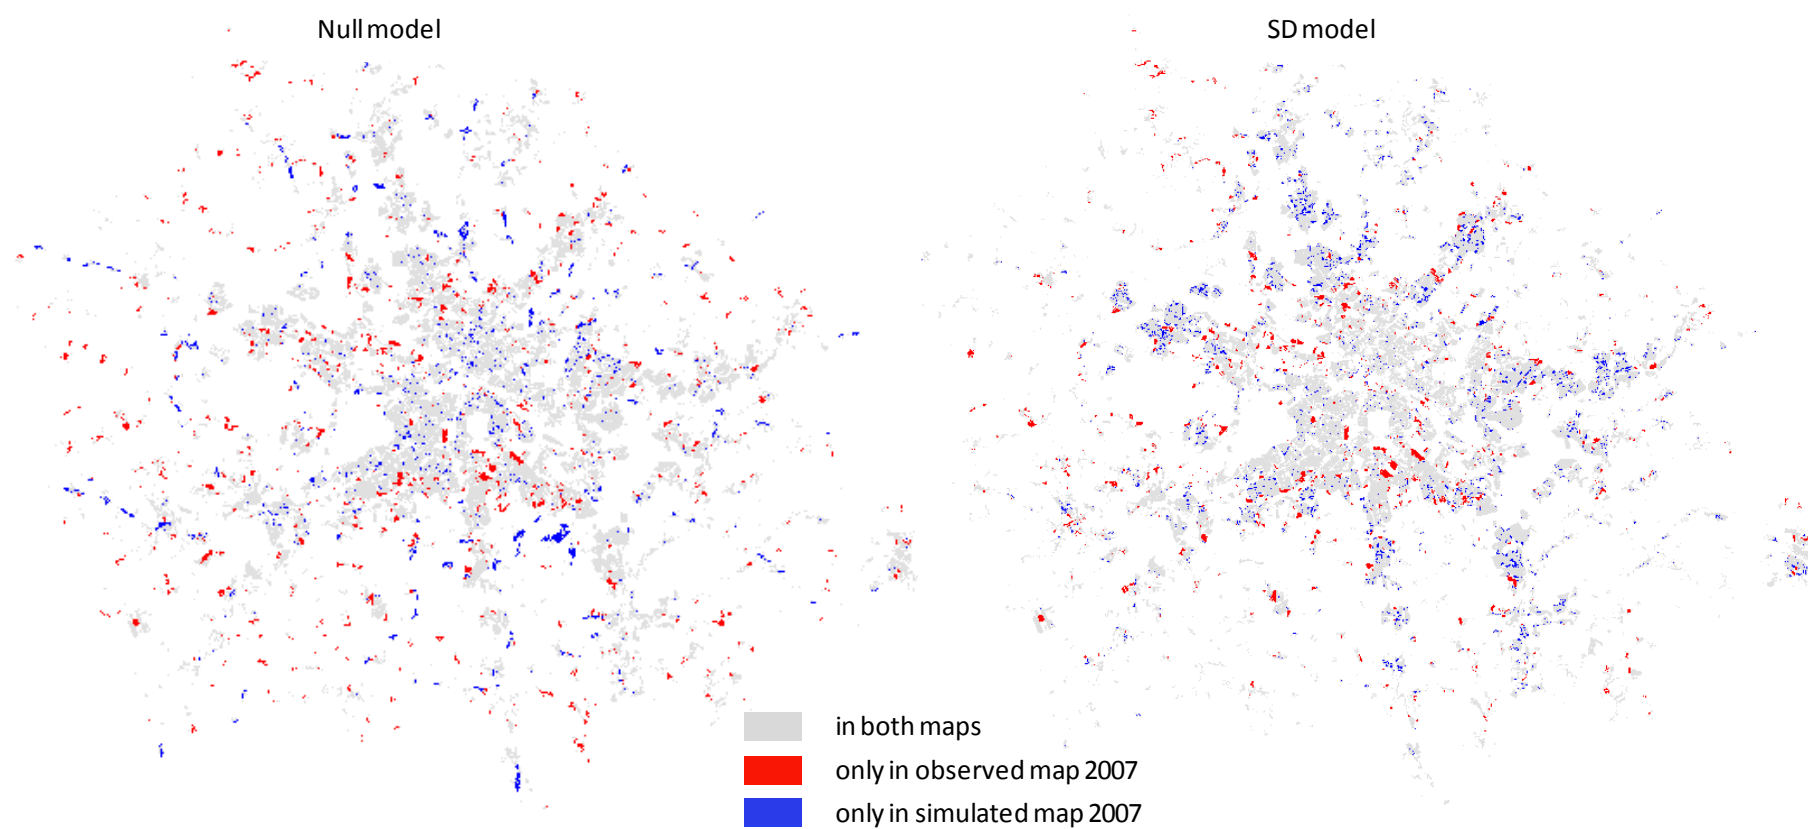 Null model
SD model
in both maps
only in observed map 2007
only in simulated map 2007